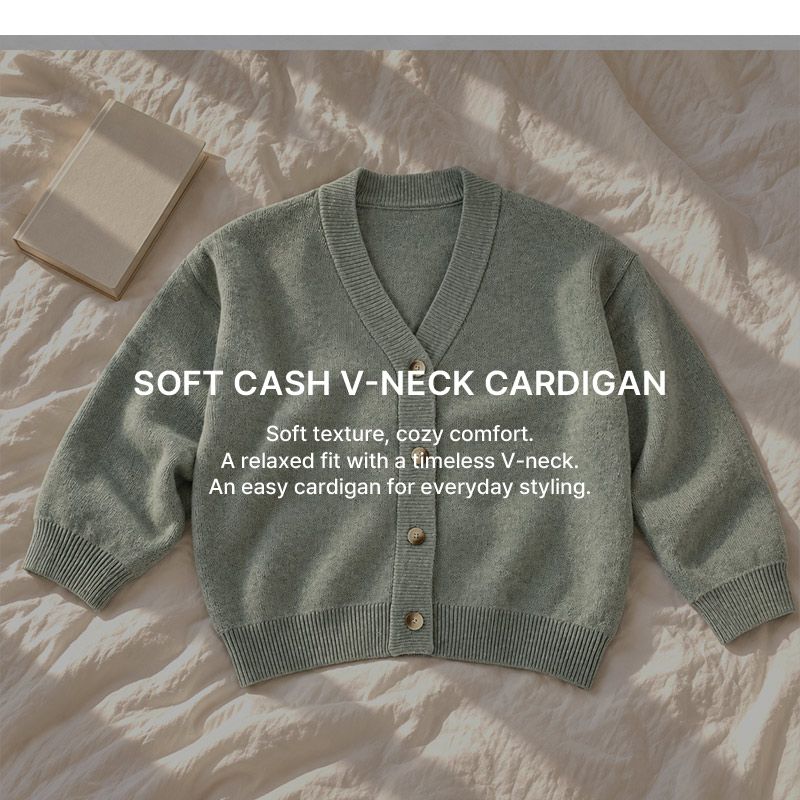 SOFT CASH V-NECK CARDIGAN
Soft texture, cozy comfort.
A relaxed fit with a timeless V-neck.
An easy cardigan for everyday styling.